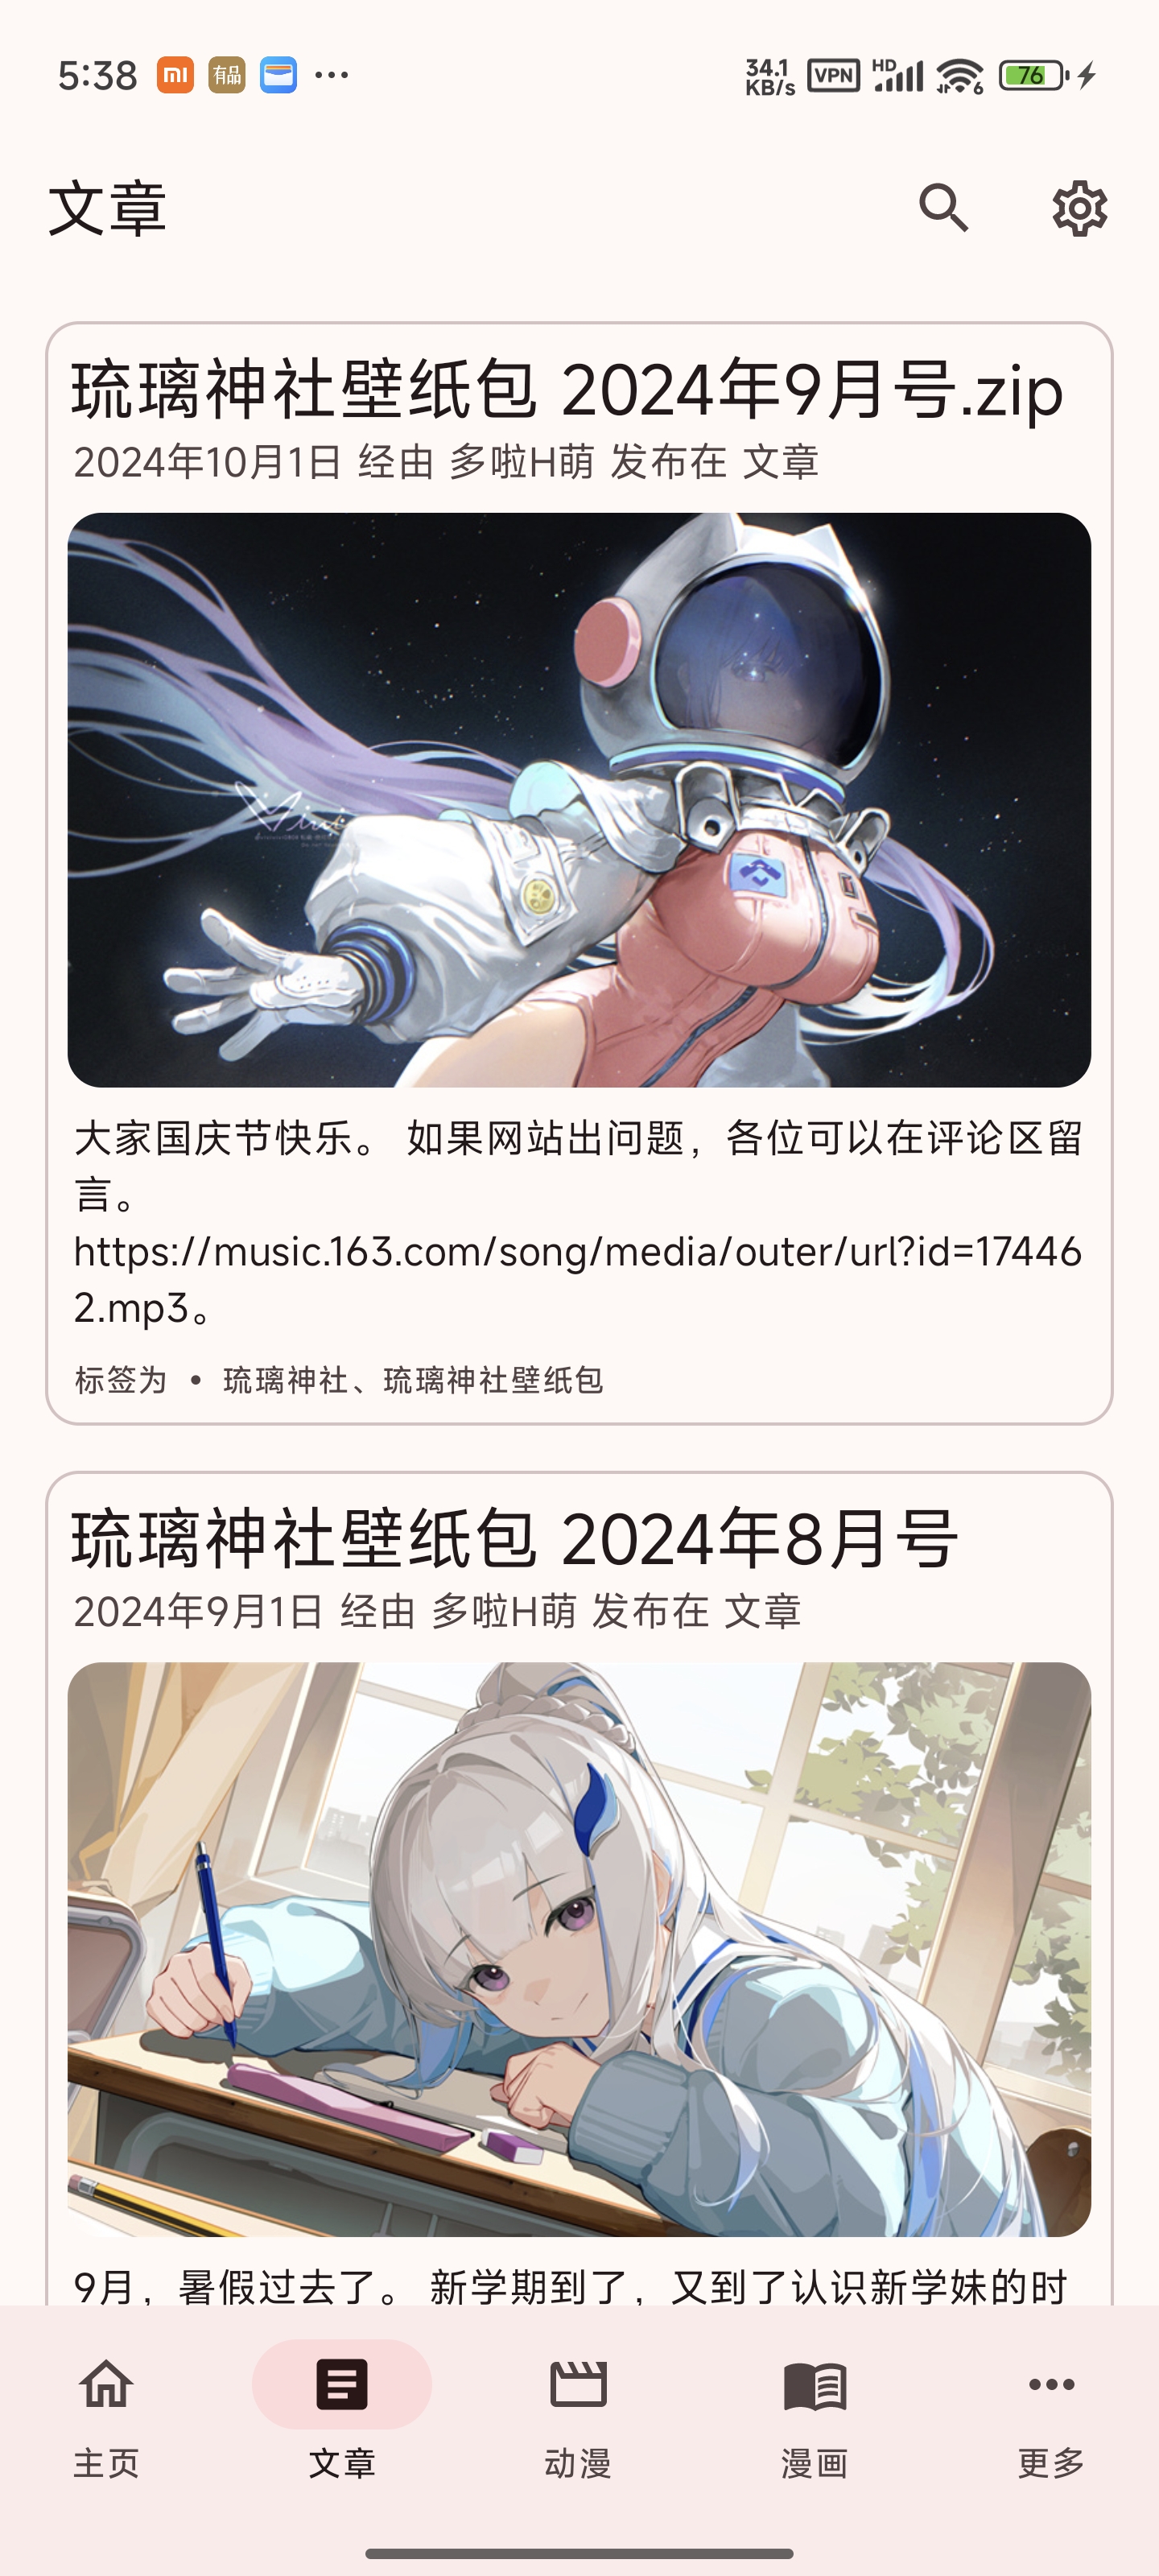 5:38
有品
34.1
KB/s
VPN
HD
6
76
文章
琉璃神社壁纸包 2024年9月号.zip
2024年10月1日 经由 多啦H萌 发布在 文章
大家国庆节快乐。 如果网站出问题，各位可以在评论区留
言。
https://music.163.com/song/media/outer/url?id=17446
2.mp3。
标签为 • 琉璃神社、琉璃神社壁纸包
琉璃神社壁纸包 2024年8月号
2024年9月1日 经由 多啦H萌 发布在 文章
9月，暑假过去了。 新学期到了，又到了认识新学妹的时
主页
文章
动漫
漫画
更多